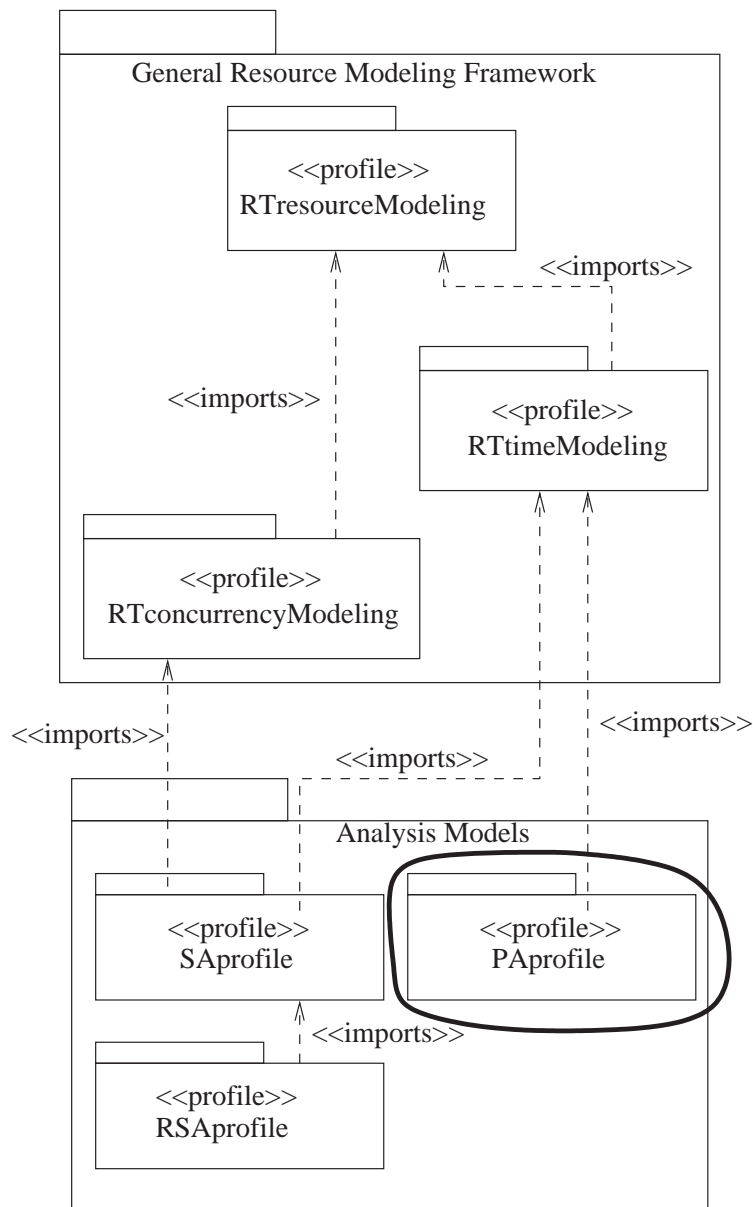 General Resource Modeling Framework
<<profile>>
RTresourceModeling
<<imports>>
<<imports>>
<<profile>>
RTtimeModeling
<<profile>>
RTconcurrencyModeling
<<imports>>
<<imports>>
<<imports>>
Analysis Models
<<profile>>
SAprofile
<<profile>>
PAprofile
<<imports>>
<<profile>>
RSAprofile